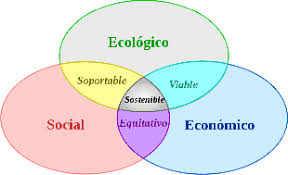 Ecológico
Soportable
Viable
Sostenible
Social
Equitativo
Económico